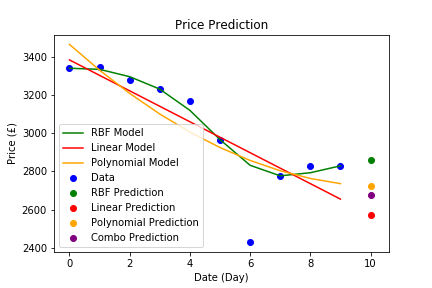 Price Prediction
3400
3200
3000
2800
2600
2400
Price (£)
RBF Model
Linear Model
Polynomial Model
Data
RBF Prediction
Linear Prediction
Polynomial Prediction
Combo Prediction
0 2 4 6 8 10
Date (Day)